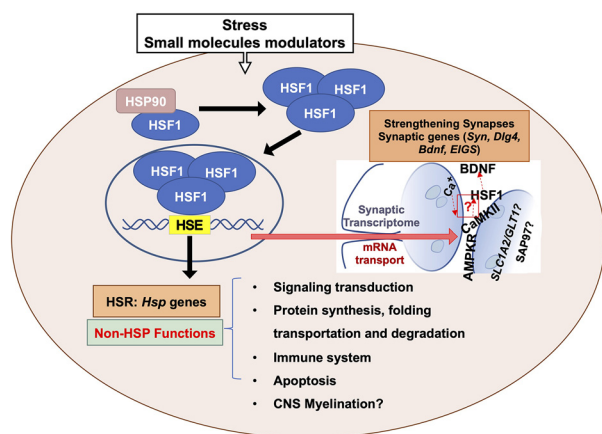 Stress
Small molecules modulators
HSP90
HSF1
HSF1
HSF1
HSF1
HSF1
HSF1
HSF1
HSE
Strengthening Synapses
Synaptic genes (Syn, Dlg4,
Bdnf, EIGS)
BDNF
Ca+
HSF1
?
CaMKII
AMPKR
SLC1A2/GLT1?
SAP97?
Synaptic
Transcriptome
mRNA
transport
HSR: Hsp genes
Non-HSP Functions
• Signaling transduction
• Protein synthesis, folding
transportation and degradation
• Immune system
• Apoptosis
• CNS Myelination?